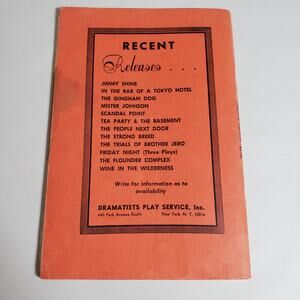 RECENT
Releases . . .
JIMMY SHINE
IN THE BAR OF A TOKYO HOTEL
THE GINGHAM DOG
MISTER JOHNSON
SCANDAL POINT
TEA PARTY & THE BASEMENT
THE PEOPLE NEXT DOOR
THE STRONG BREED
THE TRIALS OF BROTHER JERO
FRIDAY NIGHT (Three Plays)
THE FLOUNDER COMPLEX
WINE IN THE WILDERNESS
Write for information as to
availability
DRAMATISTS PLAY SERVICE, Inc.
440 Park Avenue South New York, N. Y. 10016